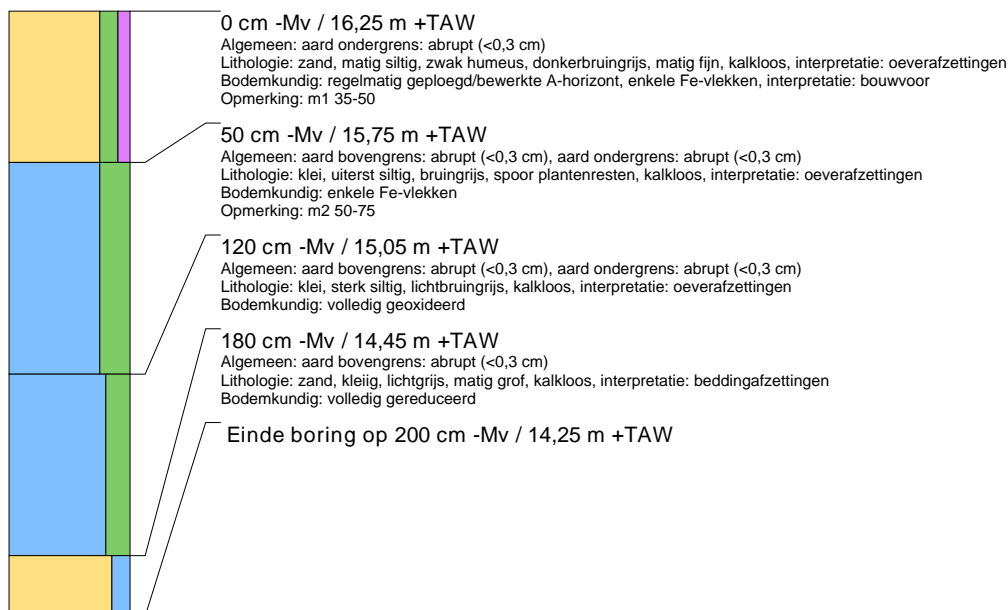 0 cm -Mv / 16,25 m +TAW
Algemeen: aard ondergrens: abrupt (<0,3 cm)
Lithologie: zand, matig siltig, zwak humeus, donkerbruingrijs, matig fijn, kalkloos, interpretatie: oeverafzettingen
Bodemkundig: regelmatig geploegd/bewerkte A-horizont, enkele Fe-vlekken, interpretatie: bouwvoor
Opmerking: m1 35-50
50 cm -Mv / 15,75 m +TAW
Algemeen: aard bovengrens: abrupt (<0,3 cm), aard ondergrens: abrupt (<0,3 cm)
Lithologie: klei, uiterst siltig, bruingrijs, spoor plantenresten, kalkloos, interpretatie: oeverafzettingen
Bodemkundig: enkele Fe-vlekken
Opmerking: m2 50-75
120 cm -Mv / 15,05 m +TAW
Algemeen: aard bovengrens: abrupt (<0,3 cm), aard ondergrens: abrupt (<0,3 cm)
Lithologie: klei, sterk siltig, lichtbruingrijs, kalkloos, interpretatie: oeverafzettingen
Bodemkundig: volledig geoxideerd
180 cm -Mv / 14,45 m +TAW
Algemeen: aard bovengrens: abrupt (<0,3 cm)
Lithologie: zand, kleiig, lichtgrijs, matig grof, kalkloos, interpretatie: beddingafzettingen
Bodemkundig: volledig gereduceerd
Einde boring op 200 cm -Mv / 14,25 m +TAW